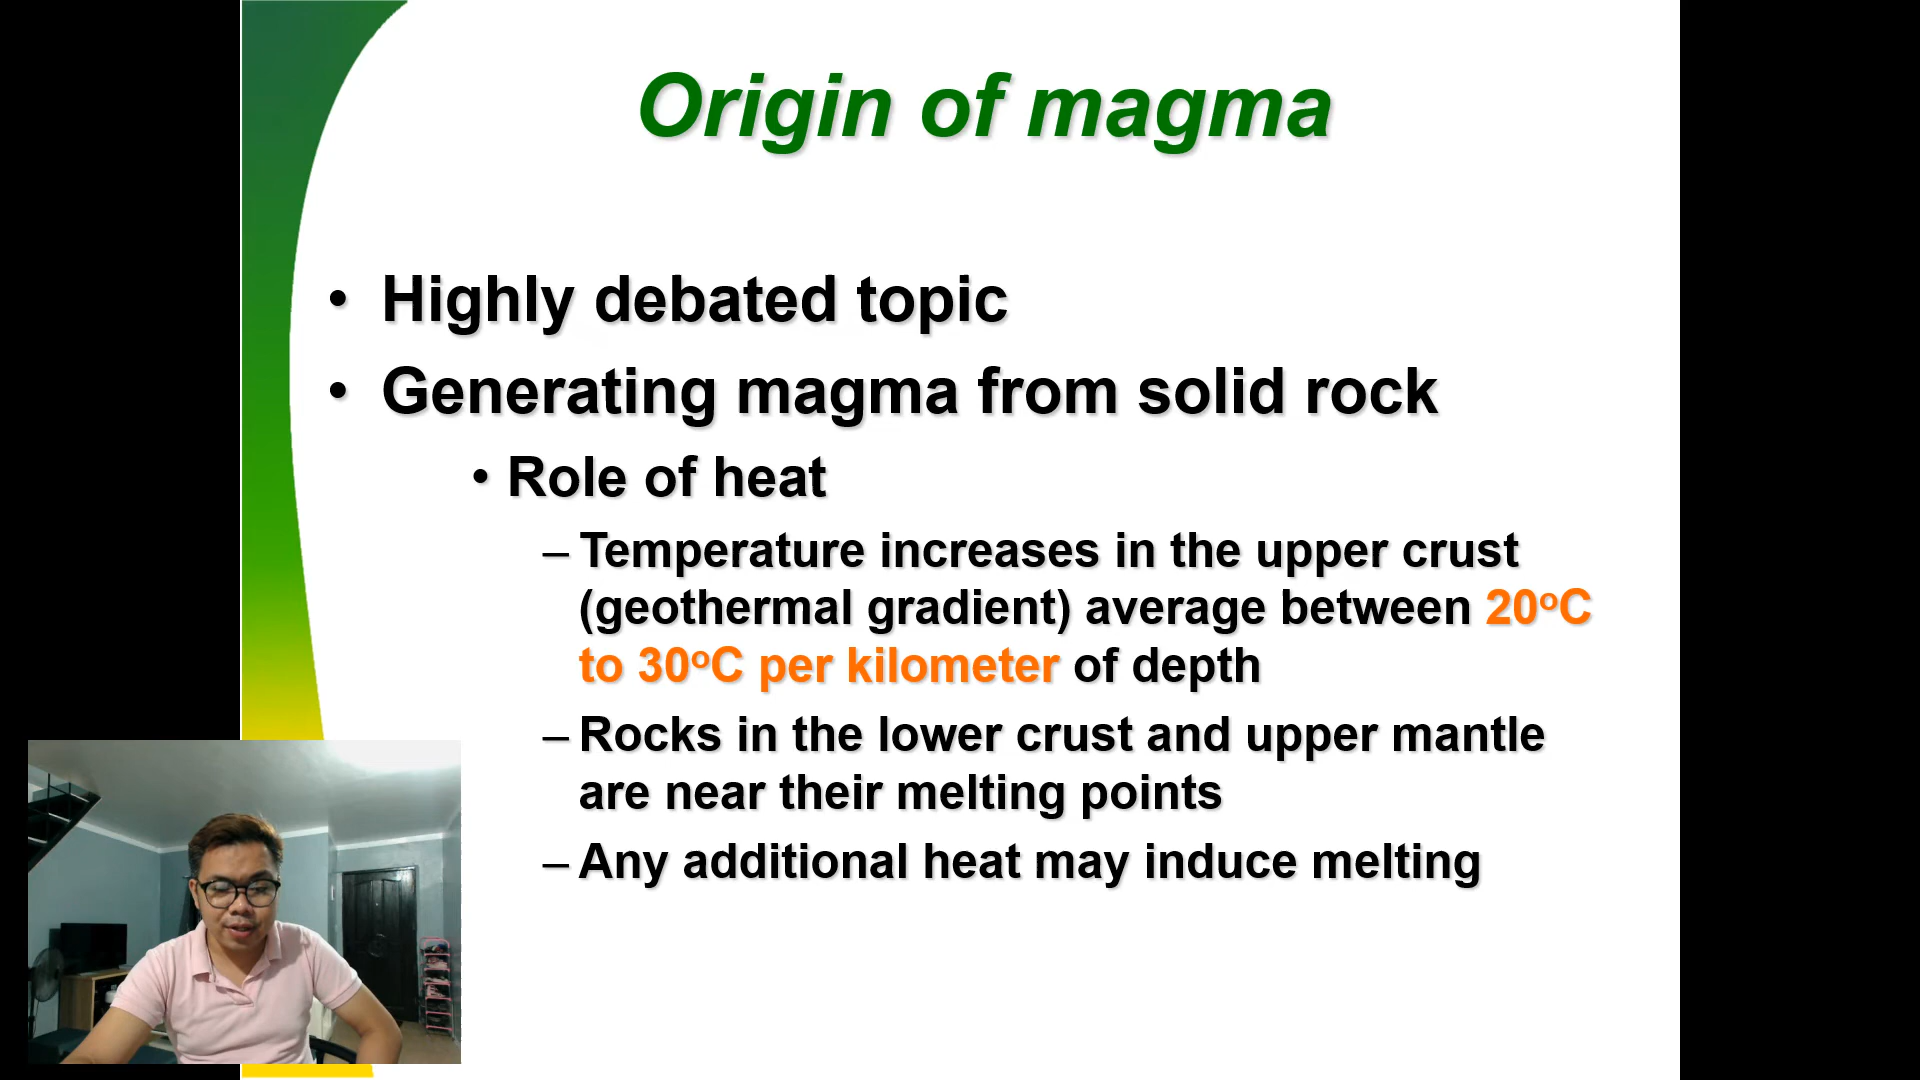 Origin of magma
• Highly debated topic
• Generating magma from solid rock
• Role of heat
– Temperature increases in the upper crust
(geothermal gradient) average between 20ºC
to 30ºC per kilometer of depth
– Rocks in the lower crust and upper mantle
are near their melting points
– Any additional heat may induce melting